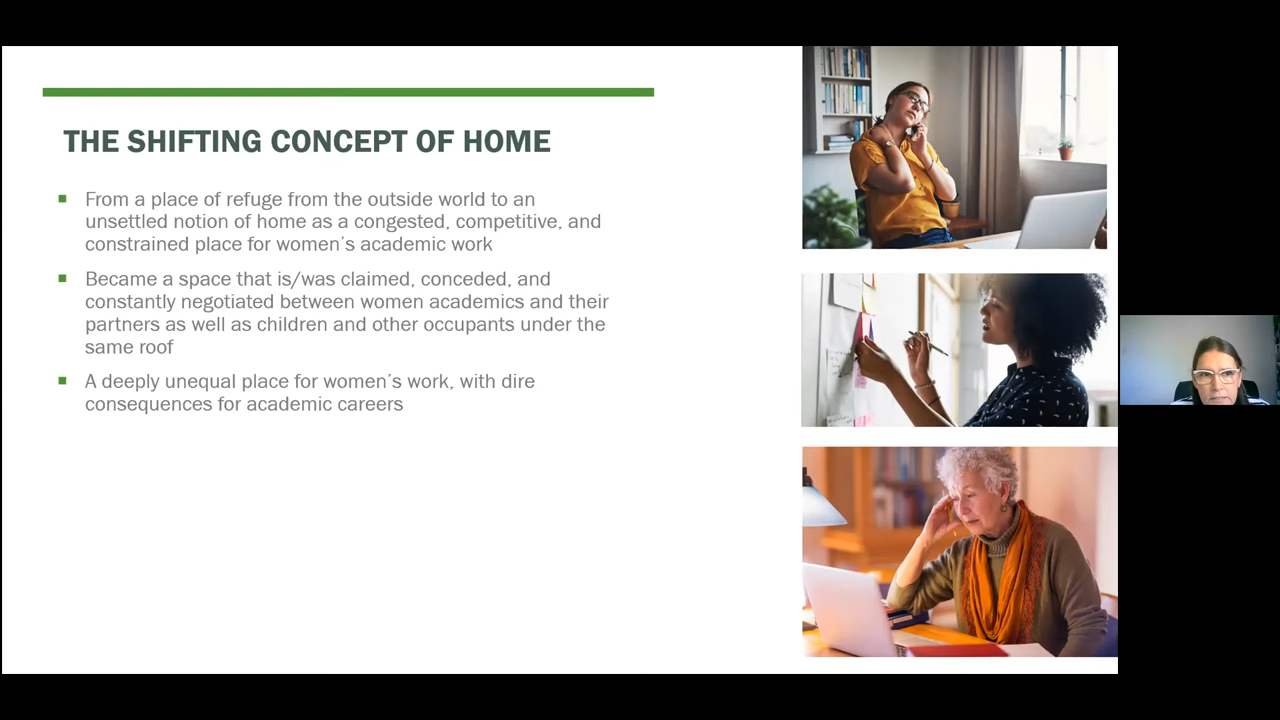 THE SHIFTING CONCEPT OF HOME
From a place of refuge from the outside world to an
unsettled notion of home as a congested, competitive, and
constrained place for women’s academic work
Became a space that is/was claimed, conceded, and
constantly negotiated between women academics and their
partners as well as children and other occupants under the
same roof
A deeply unequal place for women’s work, with dire
consequences for academic careers